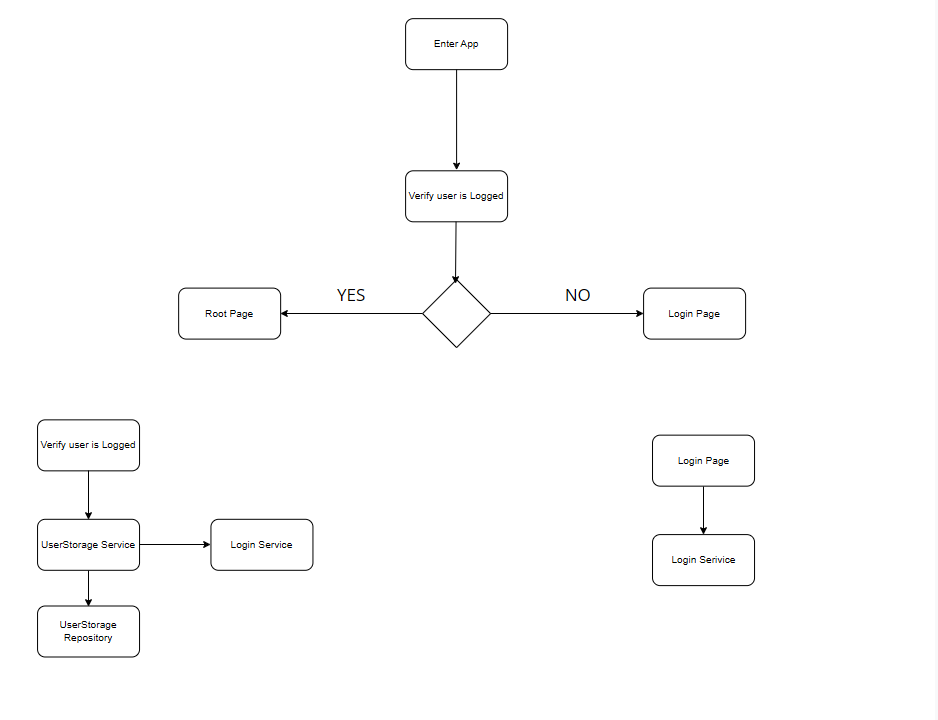 Enter App
Verify user is Logged
YES
NO
Root Page
Login Page
Verify user is Logged
Login Page
UserStorage Service
Login Service
Login Serivice
UserStorage
Repository